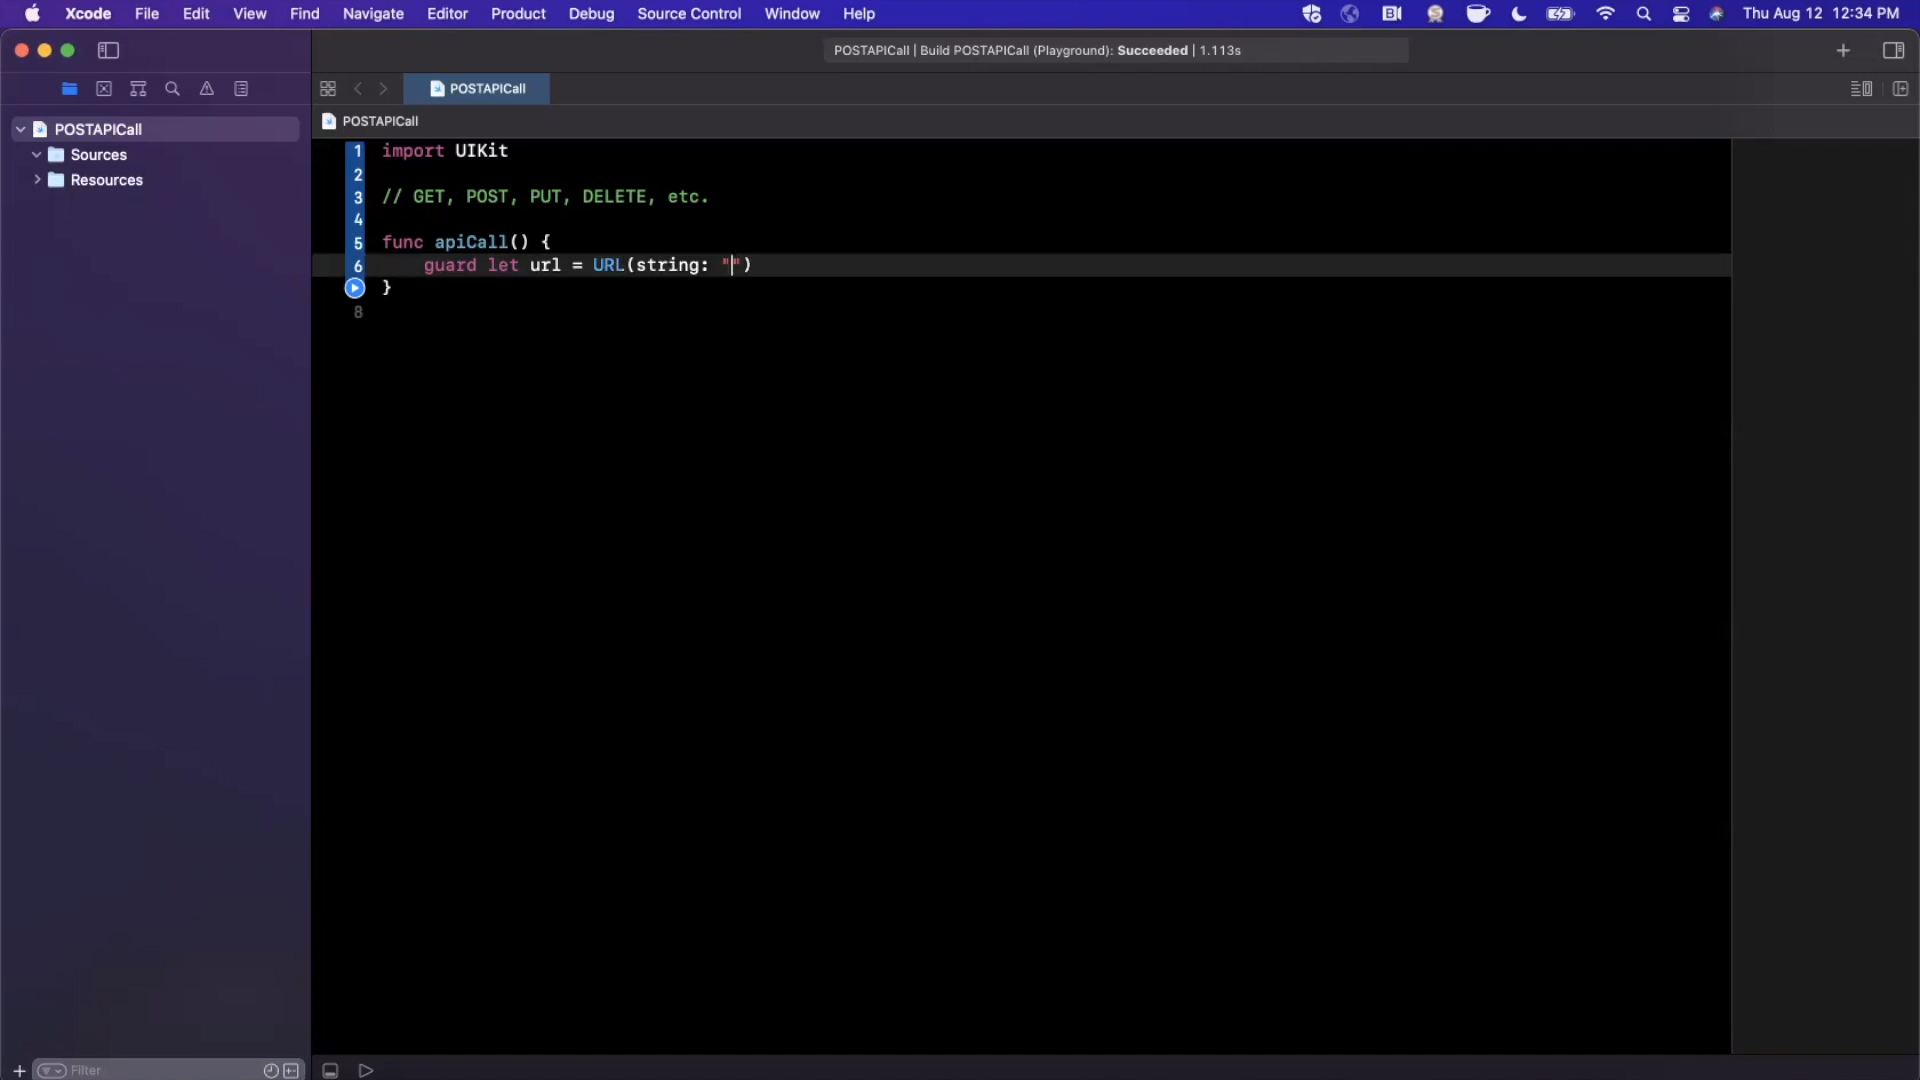 Xcode File Edit View Find Navigate Editor Product Debug Source Control Window Help Thu Aug 12 12:34 PM
POSTAPICall | Build POSTAPICall (Playground): Succeeded | 1.113s
POSTAPICall
POSTAPICall
POSTAPICall
Sources
Resources
1 import UIKit
2
3 // GET, POST, PUT, DELETE, etc.
4
5 func apiCall() {
6 guard let url = URL(string: "")
}
8
Filter